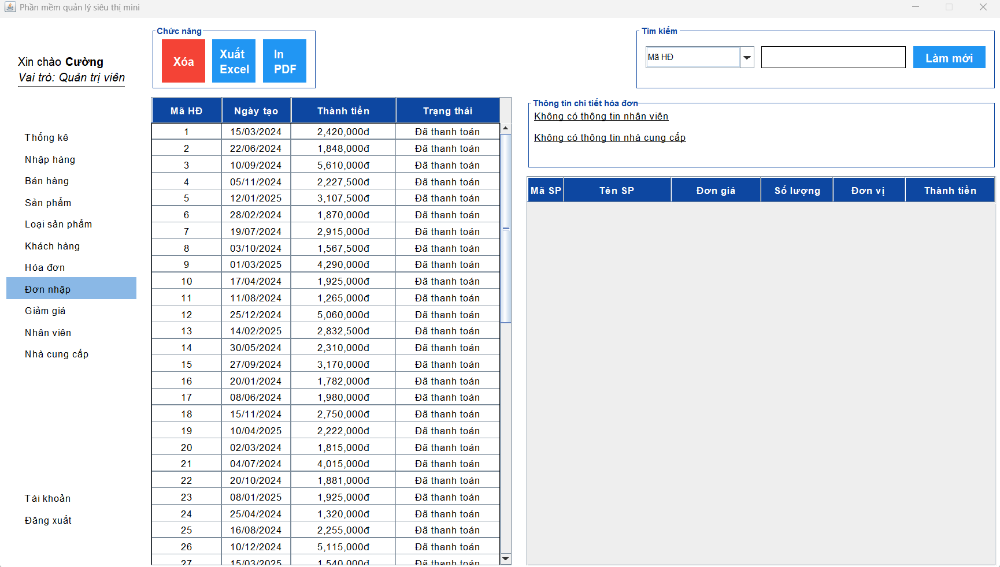 Phần mềm quản lý siêu thị mini
Xin chào Cường
Vai trò: Quản trị viên
Thống kê
Nhập hàng
Bán hàng
Sản phẩm
Loại sản phẩm
Khách hàng
Hóa đơn
Đơn nhập
Giảm giá
Nhân viên
Nhà cung cấp
Tài khoản
Đăng xuất
Chức năng
Xóa
Xuất
Excel
In
PDF
Tìm kiếm
Mã HĐ
Làm mới
Mã HĐ Ngày tạo Thành tiền Trạng thái
1 15/03/2024 2,420,000đ Đã thanh toán
2 22/06/2024 1,848,000đ Đã thanh toán
3 10/09/2024 5,610,000đ Đã thanh toán
4 05/11/2024 2,227,500đ Đã thanh toán
5 12/01/2025 3,107,500đ Đã thanh toán
6 28/02/2024 1,870,000đ Đã thanh toán
7 19/07/2024 2,915,000đ Đã thanh toán
8 03/10/2024 1,567,500đ Đã thanh toán
9 01/03/2025 4,290,000đ Đã thanh toán
10 17/04/2024 1,925,000đ Đã thanh toán
11 11/08/2024 1,265,000đ Đã thanh toán
12 25/12/2024 5,060,000đ Đã thanh toán
13 14/02/2025 2,832,500đ Đã thanh toán
14 30/05/2024 2,310,000đ Đã thanh toán
15 27/09/2024 3,170,000đ Đã thanh toán
16 20/01/2024 1,782,000đ Đã thanh toán
17 08/06/2024 1,980,000đ Đã thanh toán
18 15/11/2024 2,750,000đ Đã thanh toán
19 10/04/2025 2,222,000đ Đã thanh toán
20 02/03/2024 1,815,000đ Đã thanh toán
21 04/07/2024 4,015,000đ Đã thanh toán
22 20/10/2024 1,881,000đ Đã thanh toán
23 08/01/2025 1,925,000đ Đã thanh toán
24 25/04/2024 1,320,000đ Đã thanh toán
25 16/08/2024 2,255,000đ Đã thanh toán
26 10/12/2024 5,115,000đ Đã thanh toán
27 15/03/2025 1,540,000đ Đã thanh toán
Thông tin chi tiết hóa đơn
Không có thông tin nhân viên
Không có thông tin nhà cung cấp
Mã SP Tên SP Đơn giá Số lượng Đơn vị Thành tiền